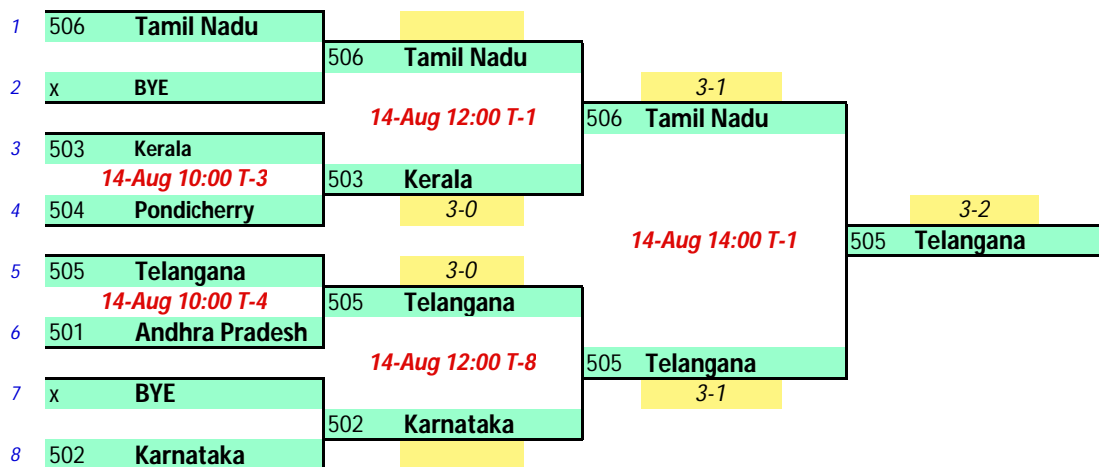 1 506 Tamil Nadu
506 Tamil Nadu
2 x BYE
3-1
14-Aug 12:00 T-1
506 Tamil Nadu
3 503 Kerala
14-Aug 10:00 T-3
503 Kerala
4 504 Pondicherry
3-0
3-2
14-Aug 14:00 T-1
505 Telangana
5 505 Telangana
3-0
14-Aug 10:00 T-4
505 Telangana
6 501 Andhra Pradesh
14-Aug 12:00 T-8
505 Telangana
7 x BYE
3-1
502 Karnataka
8 502 Karnataka